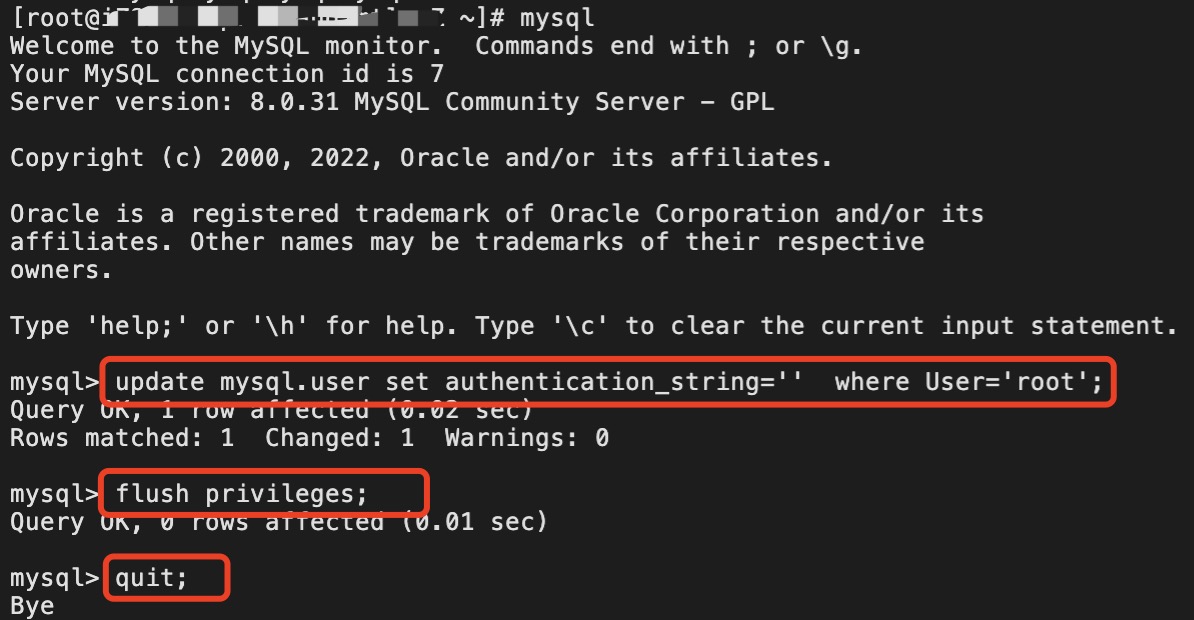 [root@ ~]# mysql
Welcome to the MySQL monitor.  Commands end with ; or \g.
Your MySQL connection id is 7
Server version: 8.0.31 MySQL Community Server - GPL
Copyright (c) 2000, 2022, Oracle and/or its affiliates.
Oracle is a registered trademark of Oracle Corporation and/or its
affiliates. Other names may be trademarks of their respective
owners.
Type 'help;' or '\h' for help. Type '\c' to clear the current input statement.
mysql> update mysql.user set authentication_string=''  where User='root';
Query OK, 1 row affected (0.02 sec)
Rows matched: 1  Changed: 1  Warnings: 0
mysql> flush privileges;
Query OK, 0 rows affected (0.01 sec)
mysql> quit;
Bye